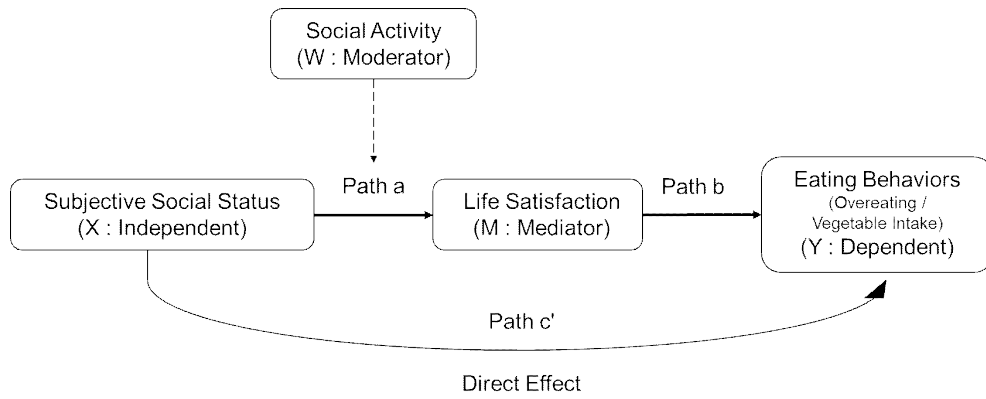 Social Activity
(W : Moderator)
Subjective Social Status
(X : Independent)
Path a
Life Satisfaction
(M : Mediator)
Path b
Eating Behaviors
(Overeating /
Vegetable Intake)
(Y : Dependent)
Path c'
Direct Effect